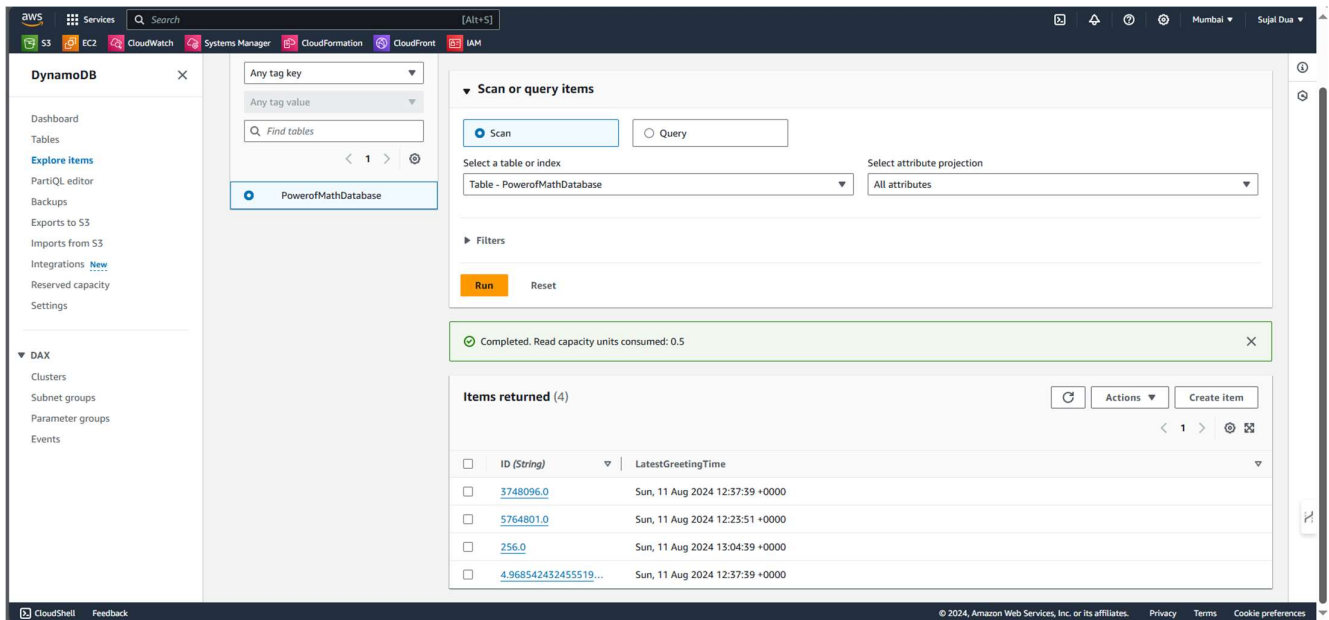 aws Services Search [Alt+S] Mumbai Sujal Dua
S3 EC2 CloudWatch Systems Manager CloudFormation CloudFront IAM
DynamoDB
Dashboard
Tables
Explore items
PartiQL editor
Backups
Exports to S3
Imports from S3
Integrations New
Reserved capacity
Settings
DAX
Clusters
Subnet groups
Parameter groups
Events
Any tag key
Any tag value
Find tables
1
PowerofMathDatabase
Scan or query items
Scan Query
Select a table or index Select attribute projection
Table - PowerofMathDatabase All attributes
Filters
Run Reset
Completed. Read capacity units consumed: 0.5
Items returned (4) Actions Create item
1
ID (String) LatestGreetingTime
3748096.0 Sun, 11 Aug 2024 12:37:39 +0000
5764801.0 Sun, 11 Aug 2024 12:23:51 +0000
256.0 Sun, 11 Aug 2024 13:04:39 +0000
4.968542432455519... Sun, 11 Aug 2024 12:37:39 +0000
CloudShell Feedback © 2024, Amazon Web Services, Inc. or its affiliates. Privacy Terms Cookie preferences